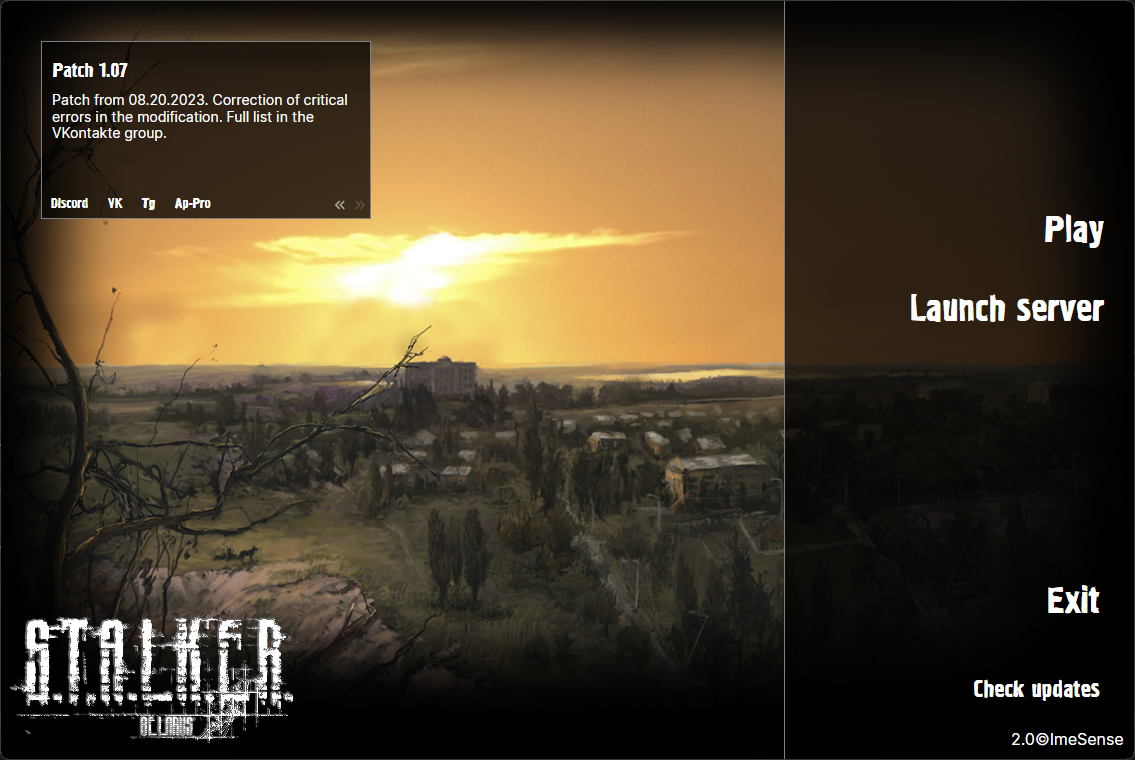 Patch 1.07
Patch from 08.20.2023. Correction of critical
errors in the modification. Full list in the
VKontakte group.
Discord VK Tg Ap-Pro
Play
Launch server
Exit
S.T.A.L.K.E.R.
Check updates
2.0©ImeSense